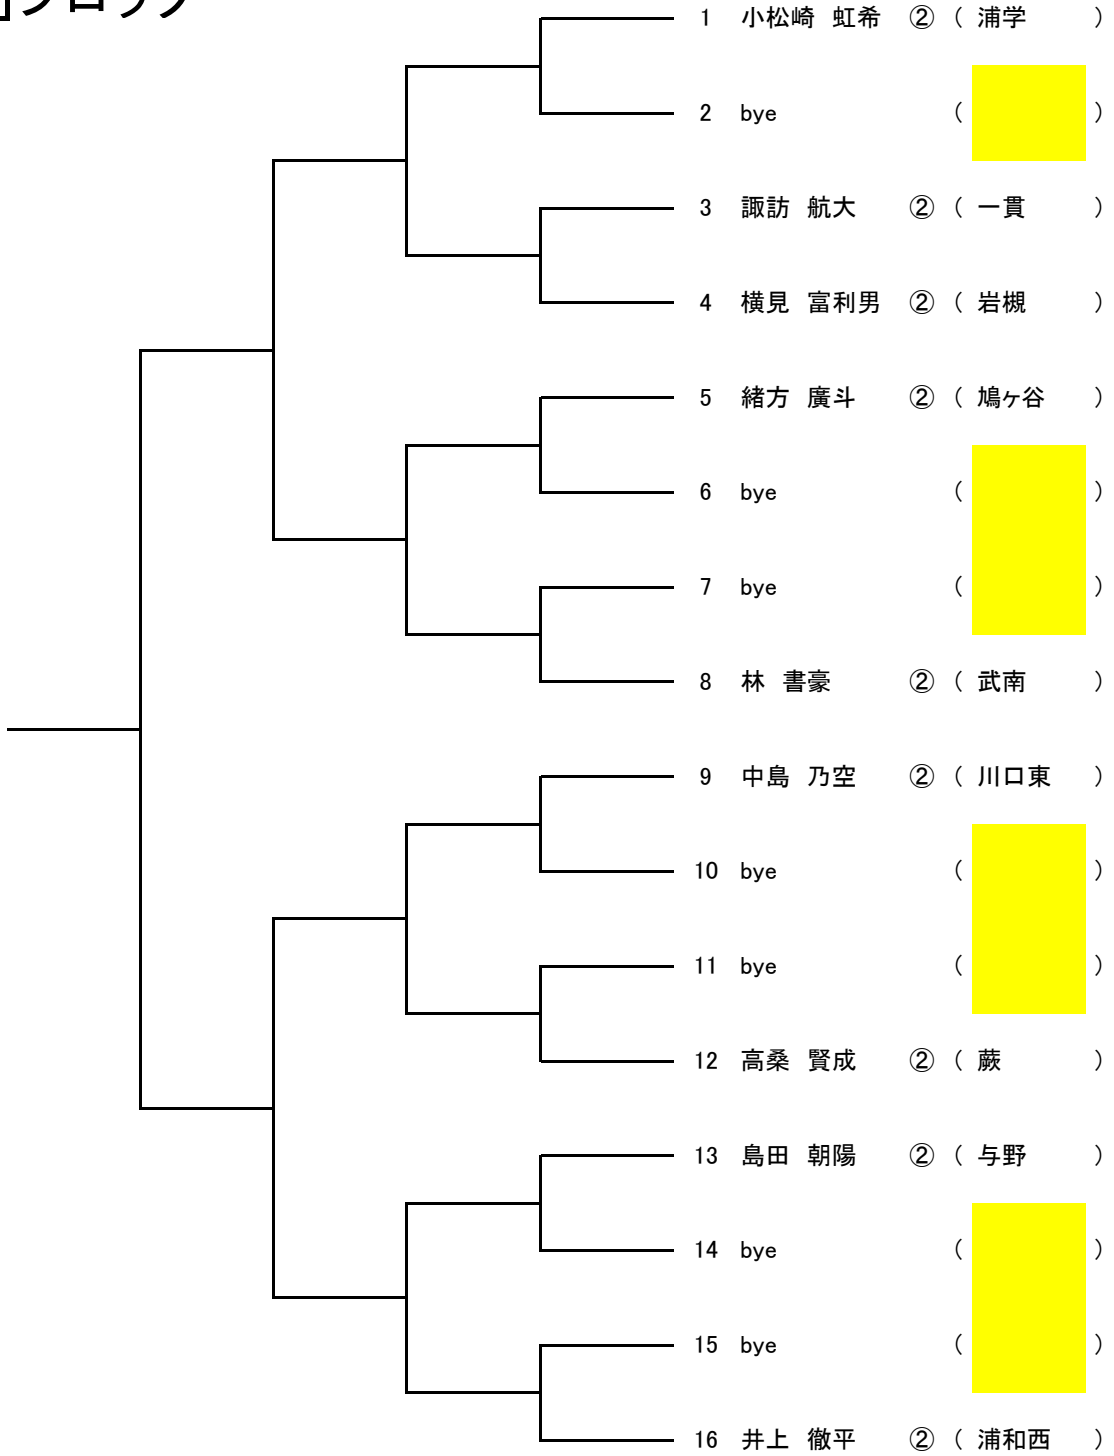 ブロック
1 小松崎 虹希 ② ( 浦学 )
2 bye ( )
3 諏訪 航大 ② ( 一貫 )
4 横見 富利男 ② ( 岩槻 )
5 緒方 廣斗 ② ( 鳩ヶ谷 )
6 bye ( )
7 bye ( )
8 林 書豪 ② ( 武南 )
9 中島 乃空 ② ( 川口東 )
10 bye ( )
11 bye ( )
12 高桑 賢成 ② ( 蕨 )
13 島田 朝陽 ② ( 与野 )
14 bye ( )
15 bye ( )
16 井上 徹平 ② ( 浦和西 )